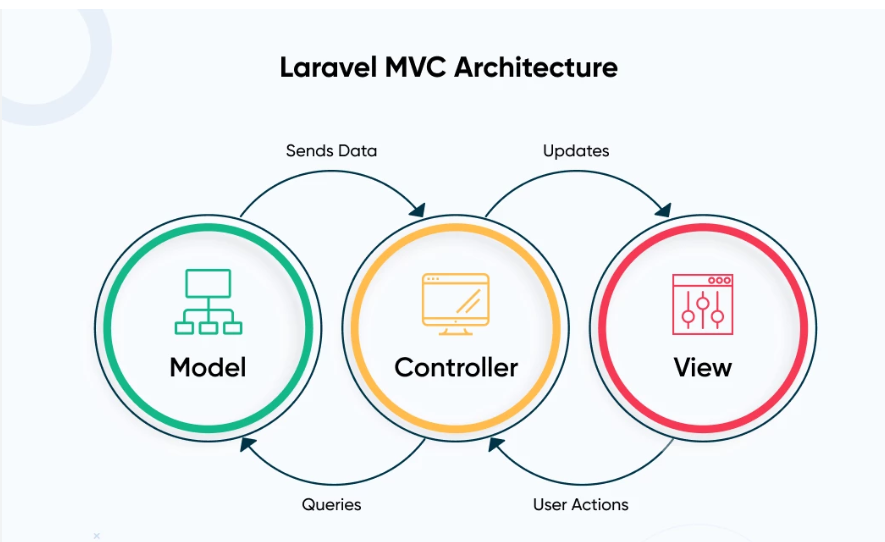 Laravel MVC Architecture
Sends Data
Updates
Model
Controller
View
Queries
User Actions